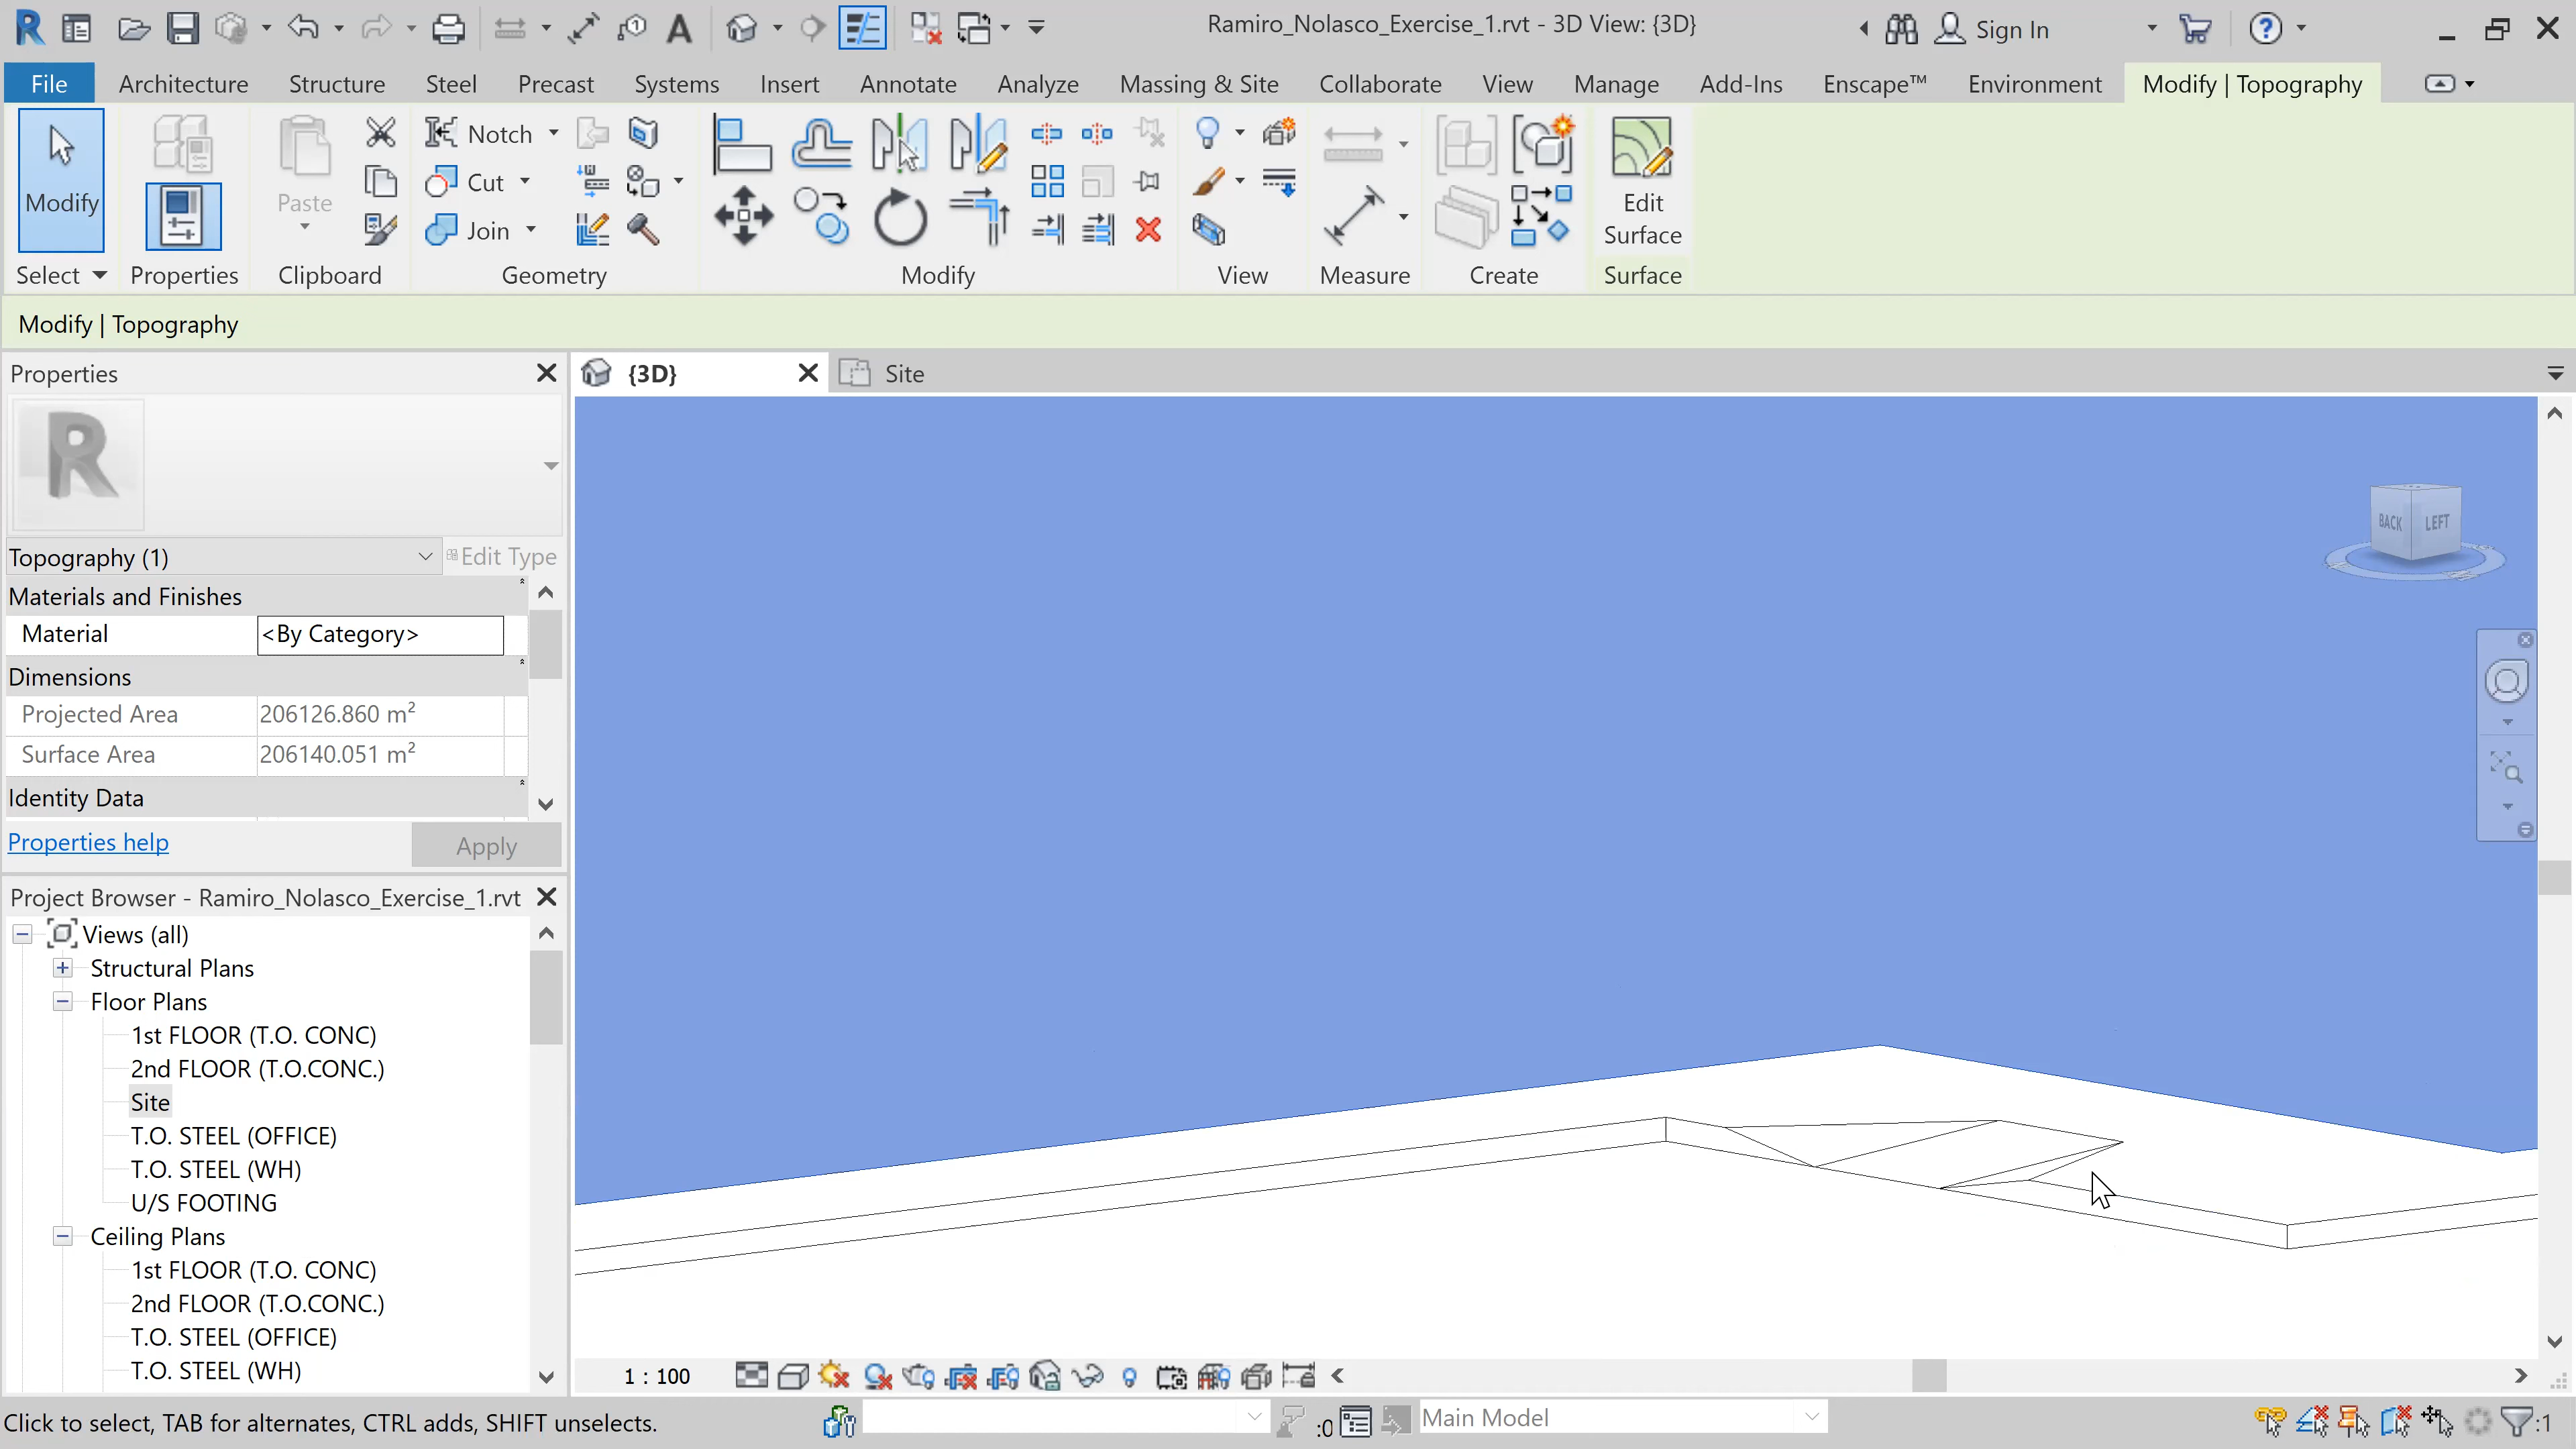 Ramiro_Nolasco_Exercise_1.rvt - 3D View: {3D}
Sign In
File
Architecture
Structure
Steel
Precast
Systems
Insert
Annotate
Analyze
Massing & Site
Collaborate
View
Manage
Add-Ins
Enscape™
Environment
Modify | Topography
Modify
Paste
Notch
Cut
Join
Edit
Surface
Select
Properties
Clipboard
Geometry
Modify
View
Measure
Create
Surface
Modify | Topography
Properties
{3D}
Site
Topography (1)
Edit Type
Materials and Finishes
Material
<By Category>
Dimensions
Projected Area
206126.860 m²
Surface Area
206140.051 m²
Identity Data
Properties help
Apply
Project Browser - Ramiro_Nolasco_Exercise_1.rvt
Views (all)
Structural Plans
Floor Plans
1st FLOOR (T.O. CONC)
2nd FLOOR (T.O.CONC.)
Site
T.O. STEEL (OFFICE)
T.O. STEEL (WH)
U/S FOOTING
Ceiling Plans
1st FLOOR (T.O. CONC)
2nd FLOOR (T.O.CONC.)
T.O. STEEL (OFFICE)
T.O. STEEL (WH)
BACK
LEFT
1 : 100
Click to select, TAB for alternates, CTRL adds, SHIFT unselects.
:0
Main Model
:1